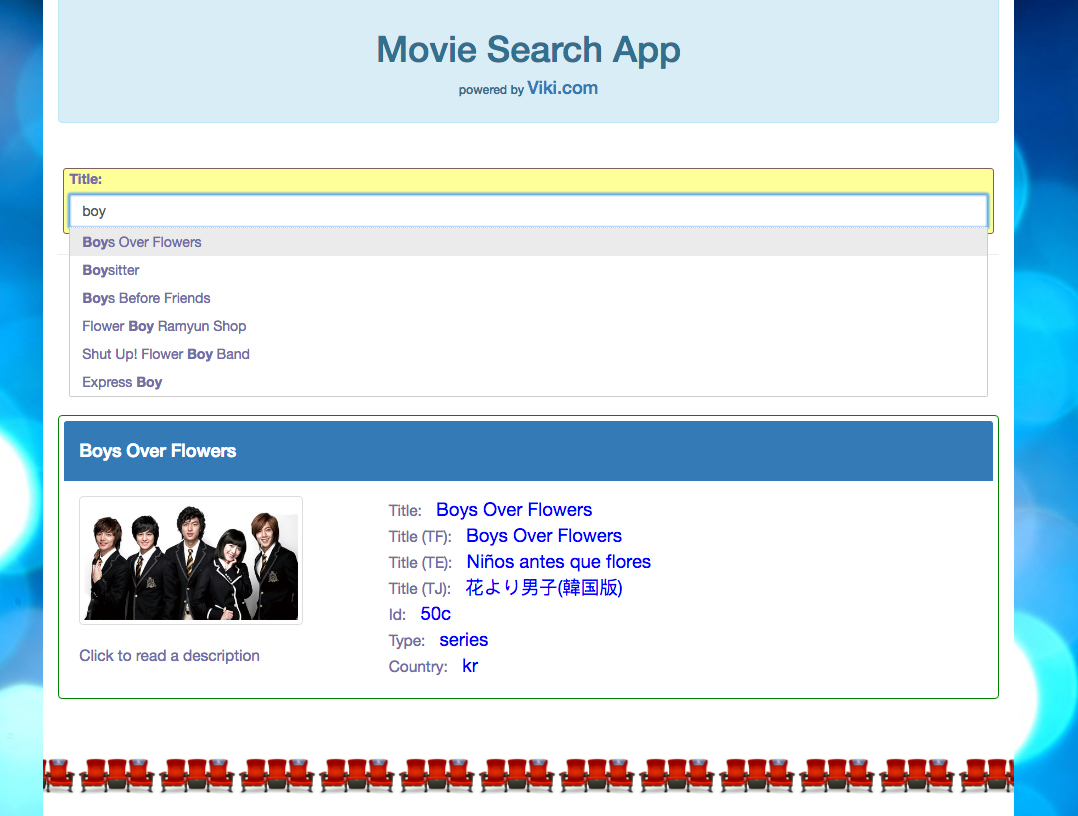 Movie Search App
powered by Viki.com
Title:
boy
Boys Over Flowers
Boysitter
Boys Before Friends
Flower Boy Ramyun Shop
Shut Up! Flower Boy Band
Express Boy
Boys Over Flowers
Title: Boys Over Flowers
Title (TF): Boys Over Flowers
Title (TE): Niños antes que flores
Title (TJ): 花より男子(韓国版)
Id: 50c
Type: series
Country: kr
Click to read a description